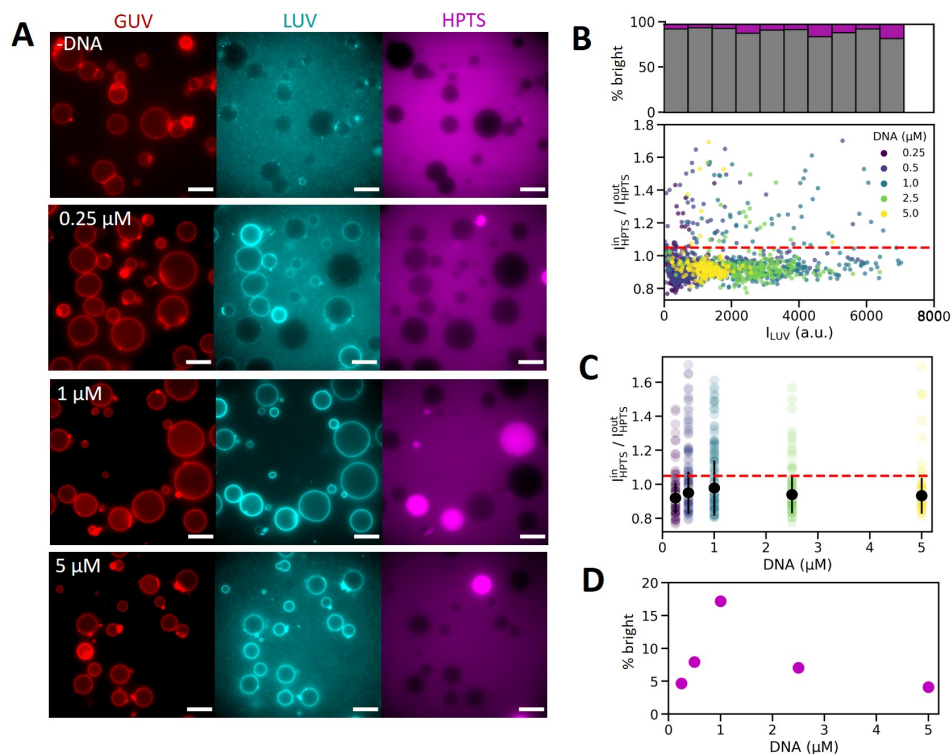 A
GUV LUV HPTS
-DNA
0.25 µM
1 µM
5 µM
B
100
50
0
% bright
1.8
1.6
1.4
1.2
1.0
0.8
I^in_HPTS / I^out_HPTS
DNA (µM)
0.25
0.5
1.0
2.5
5.0
0 2000 4000 6000 8000 8000
I_LUV (a.u.)
C
1.6
1.4
1.2
1.0
0.8
I^in_HPTS / I^out_HPTS
0 1 2 3 4 5
DNA (µM)
D
20
15
10
5
0
% bright
0 1 2 3 4 5
DNA (µM)